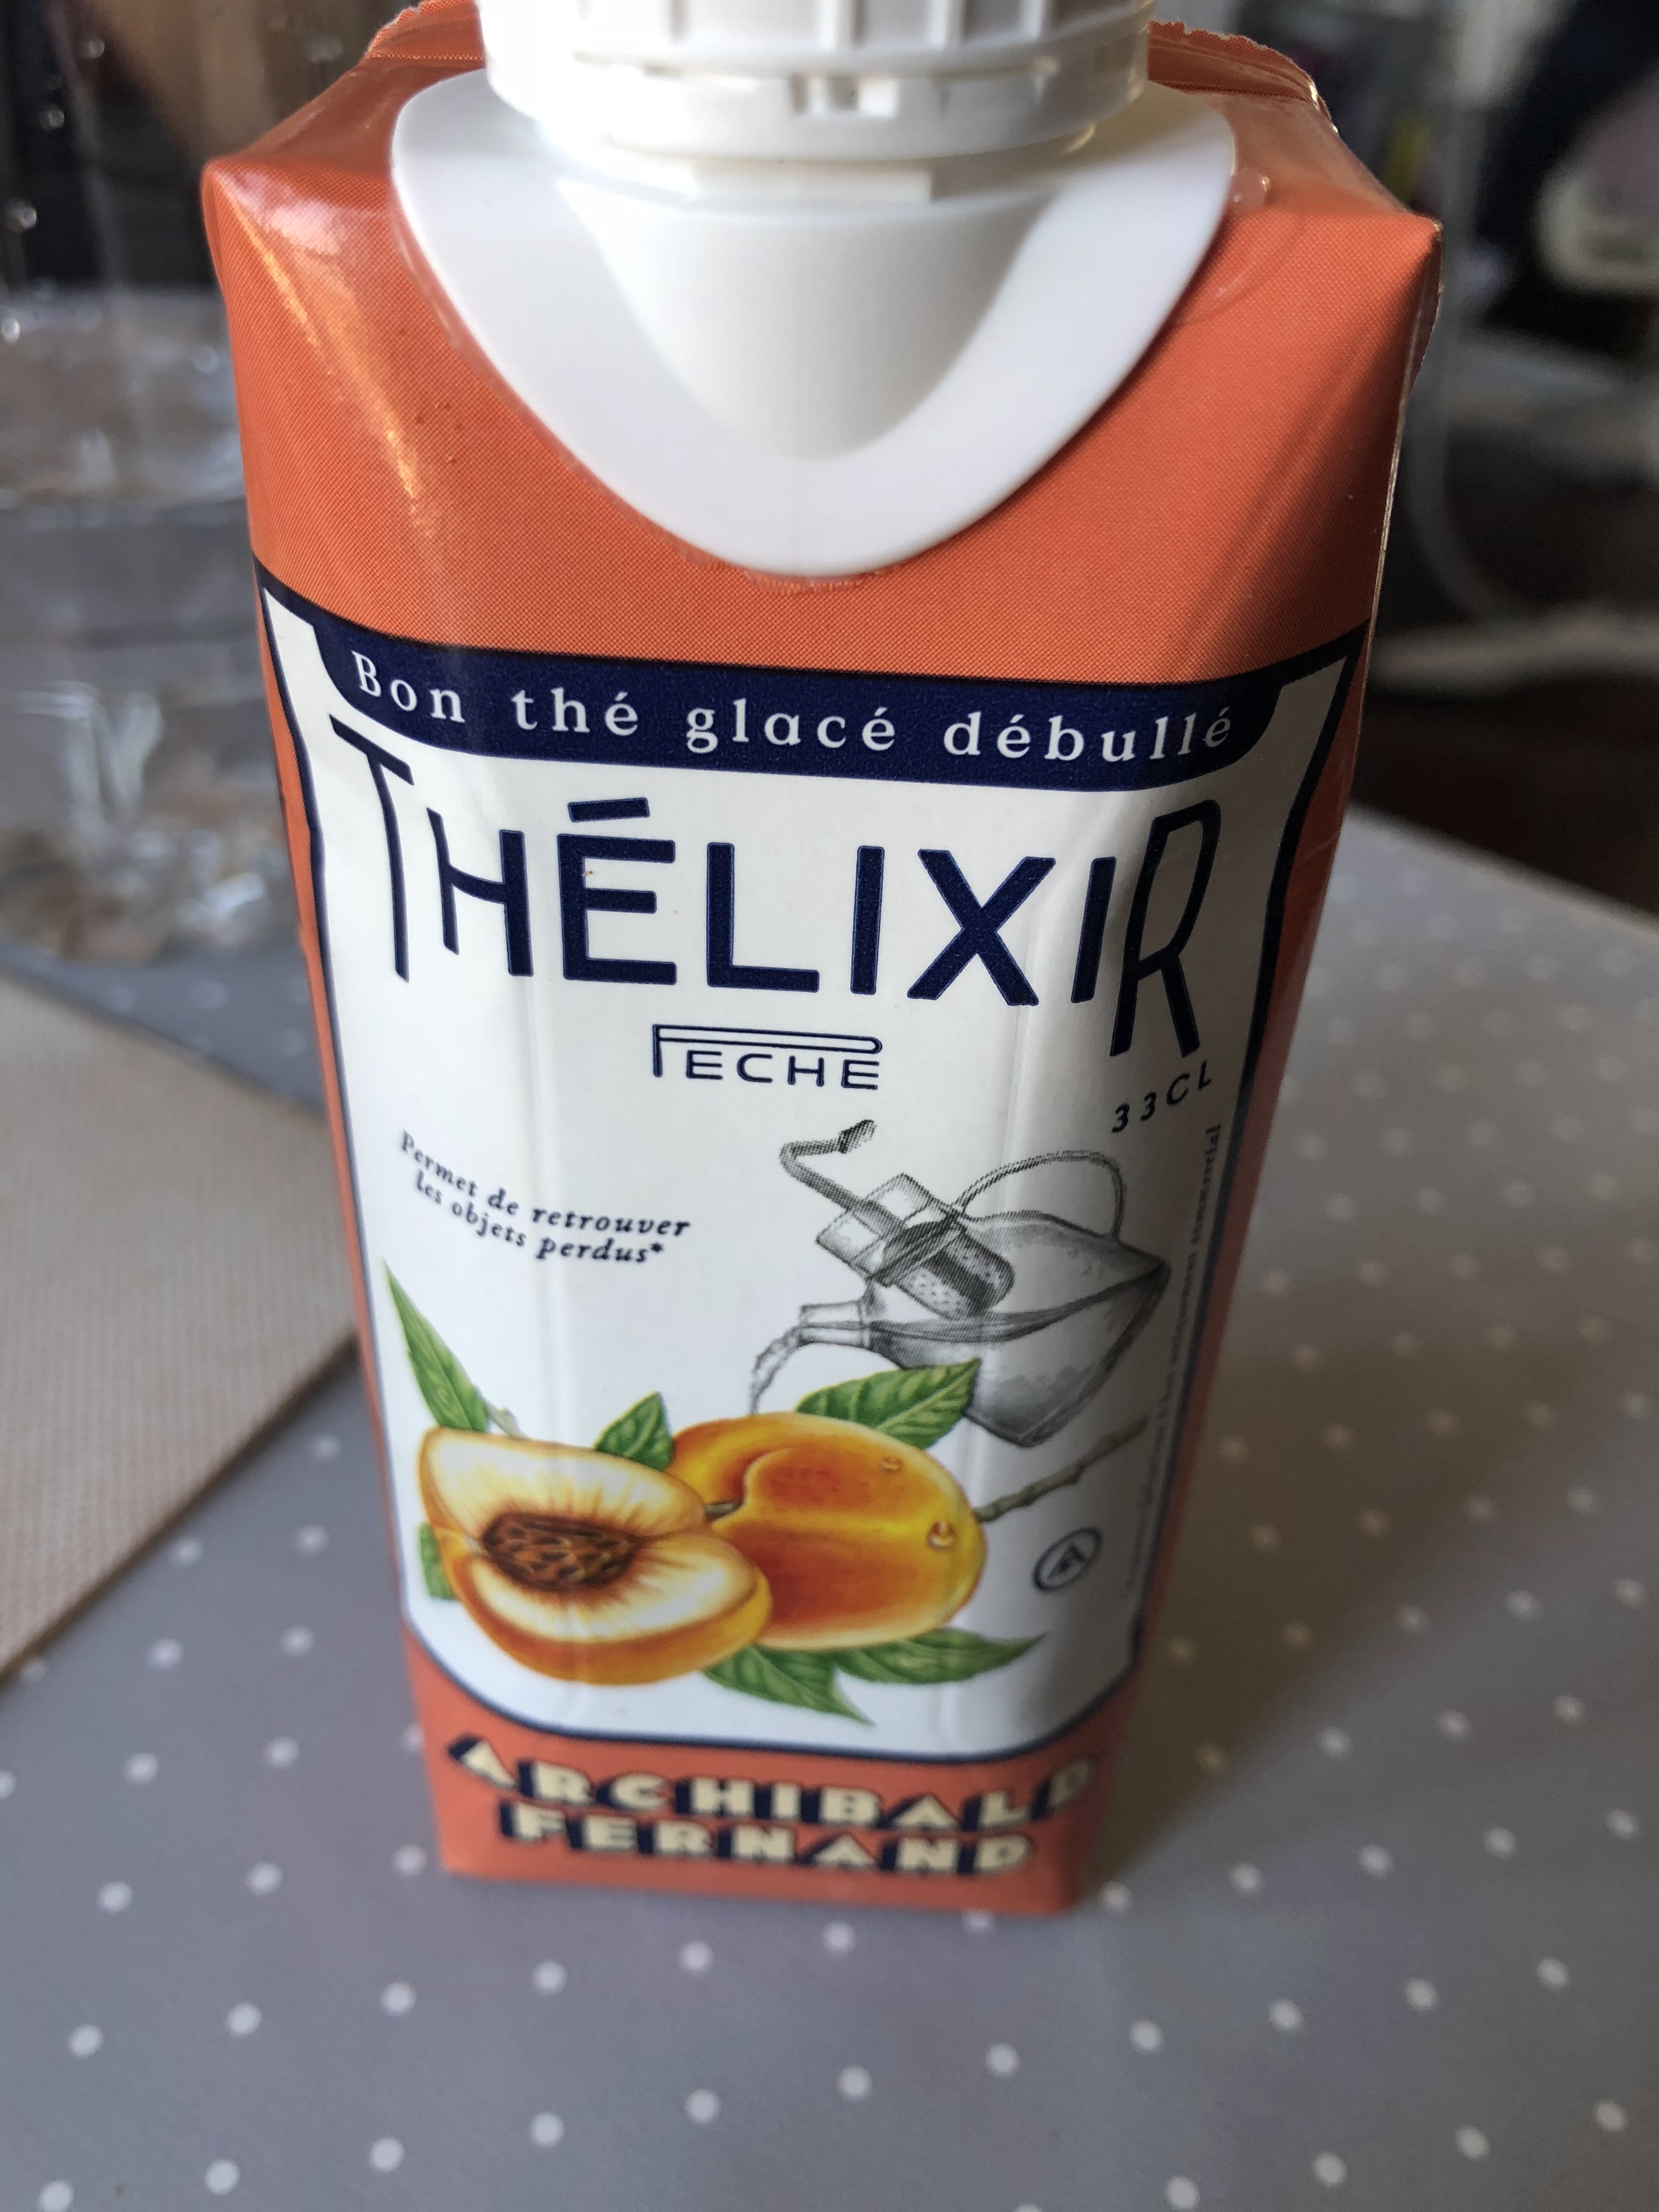 Bon thé glacé débullé
THÉLIXIR
PECHE
33CL
Permet de retrouver
les objets perdus*
ARCHIBALD
FERNAND